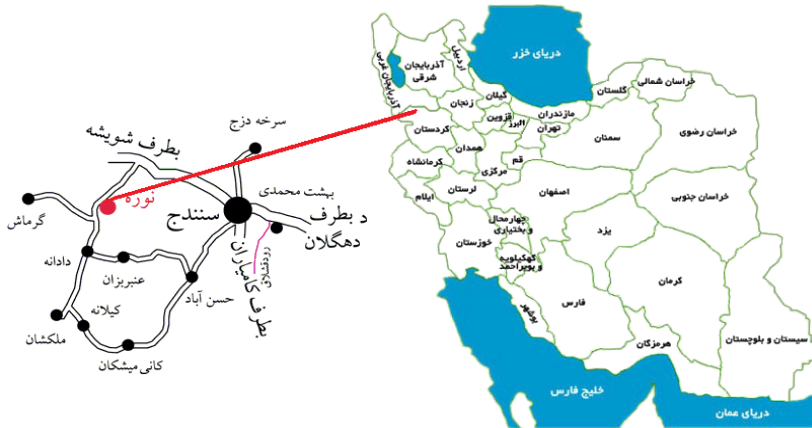 سرخه دزج
بطرف شویشه
نوره
بهشت محمدی
سنندج
د بطرف
دهگلان
گرماش
رودقشلاق
بطرف کامیاران
دادانه
عنبربزان
حسن آباد
کیلانه
ملکشان
کانی میشکان
دریای خزر
آذربایجان غربی
آذربایجان
شرقی
اردبیل
گیلان
زنجان
کردستان
قزوین
البرز
مازندران
تهران
گلستان
خراسان شمالی
خراسان رضوی
سمنان
همدان
کرمانشاه
مرکزی
قم
ایلام
لرستان
اصفهان
خراسان جنوبی
چهارمحال
و بختیاری
یزد
خوزستان
کهگیلویه
و بویراحمد
کرمان
فارس
بوشهر
هرمزگان
سیستان و بلوچستان
خلیج فارس
دریای عمان